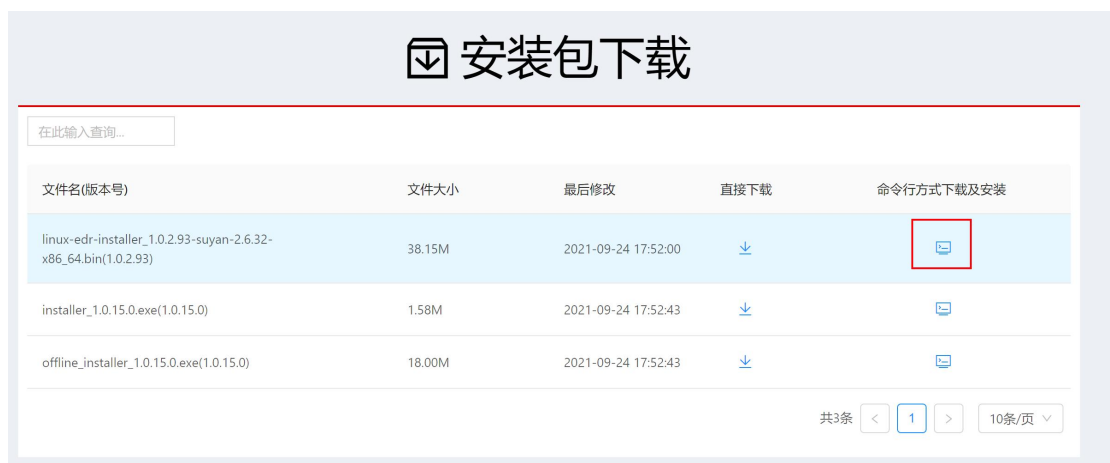 安装包下载
在此输入查询...
文件名(版本号) 文件大小 最后修改 直接下载 命令行方式下载及安装
linux-edr-installer_1.0.2.93-suyan-2.6.32-
x86_64.bin(1.0.2.93) 38.15M 2021-09-24 17:52:00
installer_1.0.15.0.exe(1.0.15.0) 1.58M 2021-09-24 17:52:43
offline_installer_1.0.15.0.exe(1.0.15.0) 18.00M 2021-09-24 17:52:43
共3条 < 1 > 10条/页